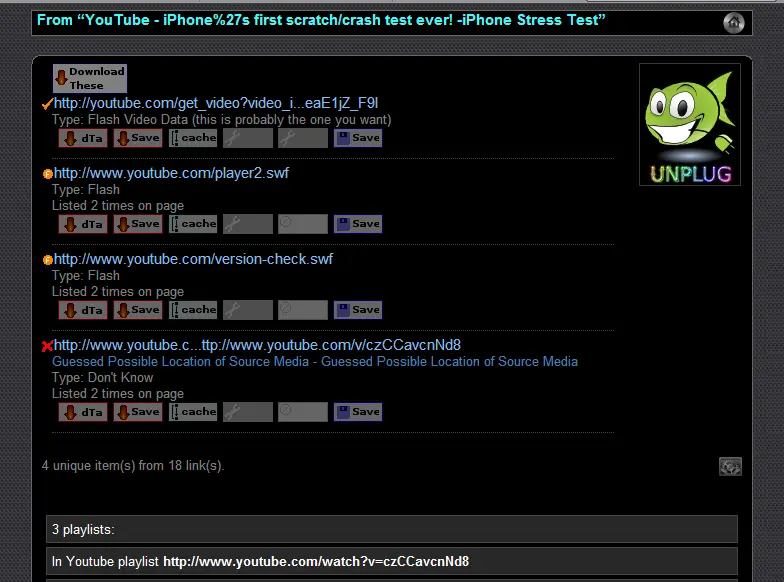 From “YouTube - iPhone%27s first scratch/crash test ever! -iPhone Stress Test”
Download
These
http://youtube.com/get_video?video_i...eaE1jZ_F9I
Type: Flash Video Data (this is probably the one you want)
dTa Save cache Save
http://www.youtube.com/player2.swf
Type: Flash
Listed 2 times on page
dTa Save cache Save
http://www.youtube.com/version-check.swf
Type: Flash
Listed 2 times on page
dTa Save cache Save
http://www.youtube.c...ttp://www.youtube.com/v/czCCavcnNd8
Guessed Possible Location of Source Media - Guessed Possible Location of Source Media
Type: Don't Know
Listed 2 times on page
dTa Save cache Save
UNPLUG
4 unique item(s) from 18 link(s).
3 playlists:
In Youtube playlist http://www.youtube.com/watch?v=czCCavcnNd8